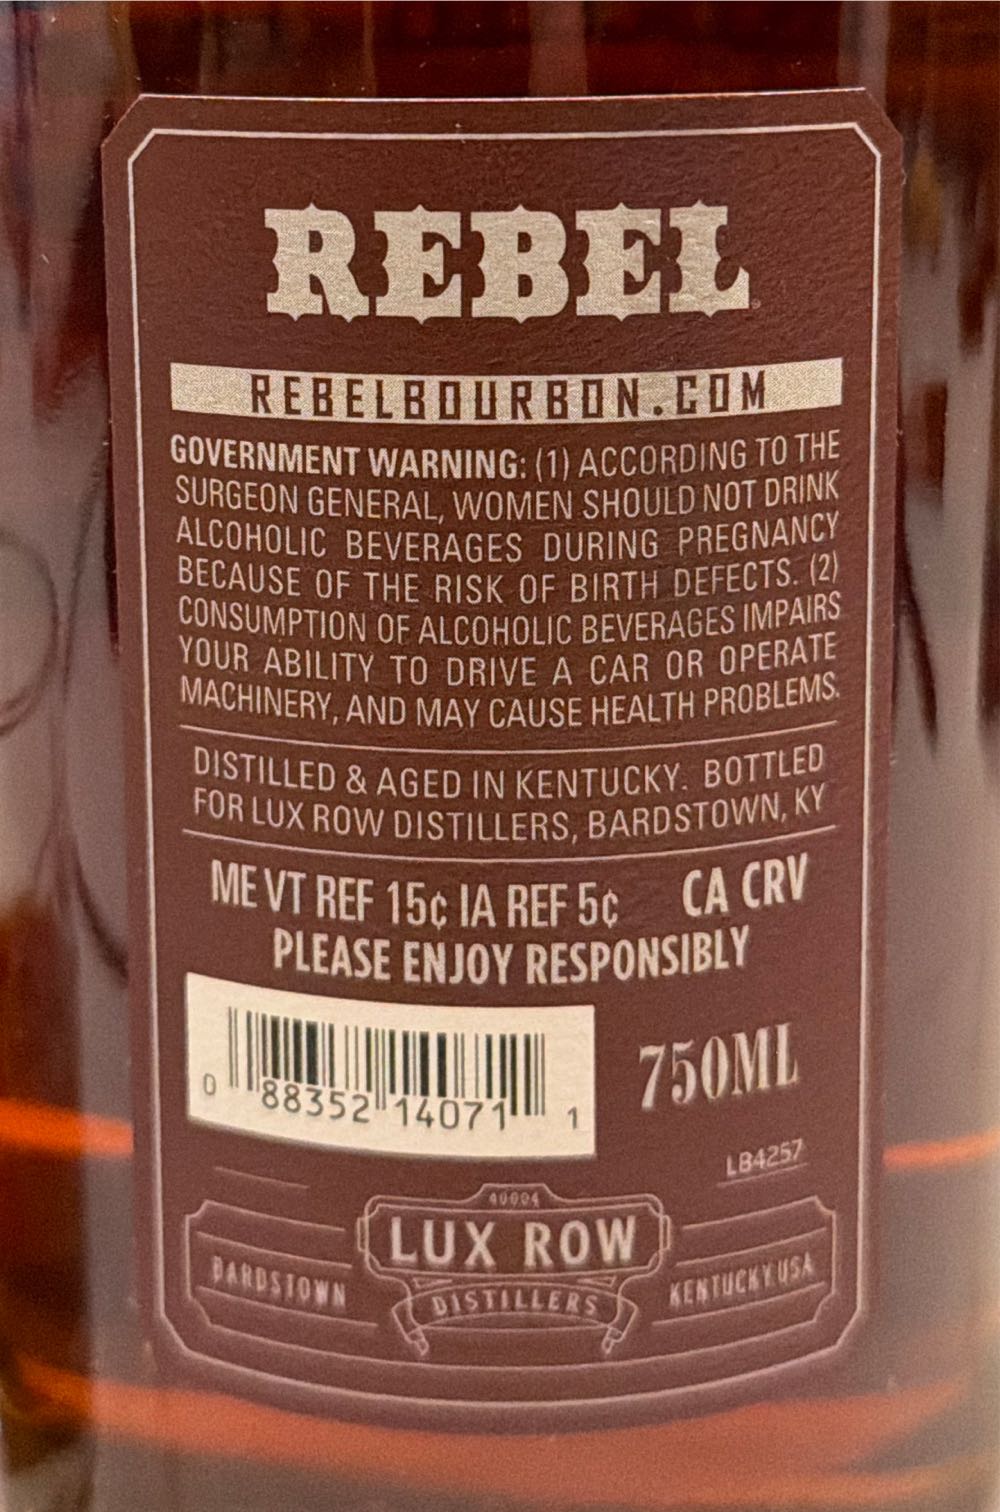 REBEL
REBELBOURBON.COM
GOVERNMENT WARNING: (1) ACCORDING TO THE
SURGEON GENERAL, WOMEN SHOULD NOT DRINK
ALCOHOLIC BEVERAGES DURING PREGNANCY
BECAUSE OF THE RISK OF BIRTH DEFECTS. (2)
CONSUMPTION OF ALCOHOLIC BEVERAGES IMPAIRS
YOUR ABILITY TO DRIVE A CAR OR OPERATE
MACHINERY, AND MAY CAUSE HEALTH PROBLEMS.
DISTILLED & AGED IN KENTUCKY. BOTTLED
FOR LUX ROW DISTILLERS, BARDSTOWN, KY
ME VT REF 15¢ IA REF 5¢ CA CRV
PLEASE ENJOY RESPONSIBLY
0 88352 14071 1
750ML
LB4257
40004
LUX ROW
DISTILLERS
BARDSTOWN
KENTUCKY USA